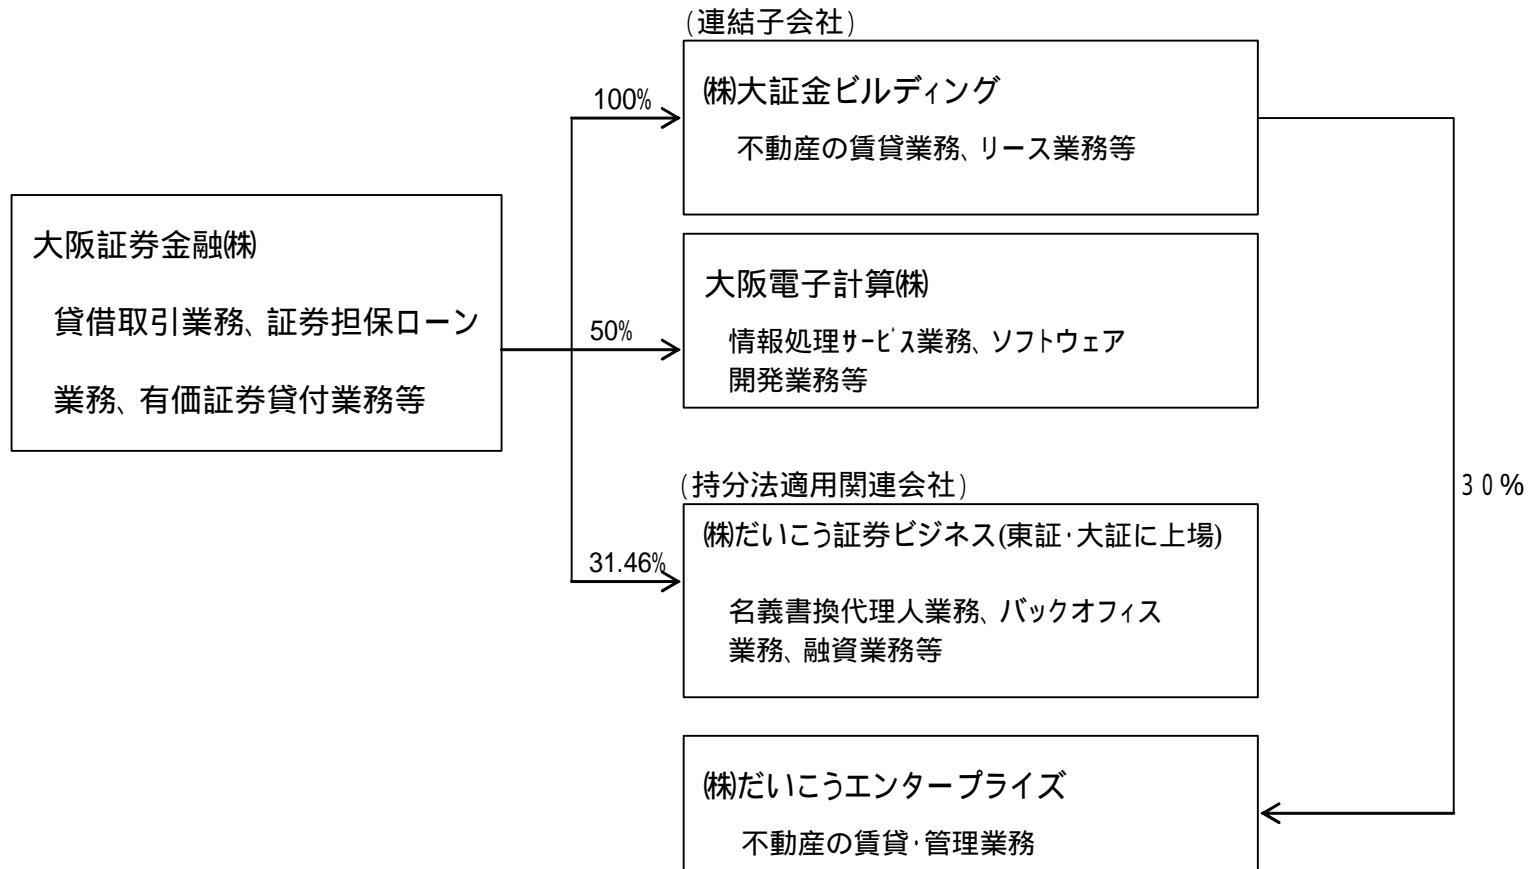 (連結子会社)
㈱大証金ビルディング
不動産の賃貸業務、リース業務等
100%
大阪証券金融㈱
貸借取引業務、証券担保ローン
業務、有価証券貸付業務等
大阪電子計算㈱
情報処理ｻｰﾋﾞｽ業務、ソフトウェア
開発業務等
50%
(持分法適用関連会社)
㈱だいこう証券ビジネス(東証･大証に上場)
名義書換代理人業務、バックオフィス
業務、融資業務等
31.46%
30%
㈱だいこうエンタープライズ
不動産の賃貸･管理業務